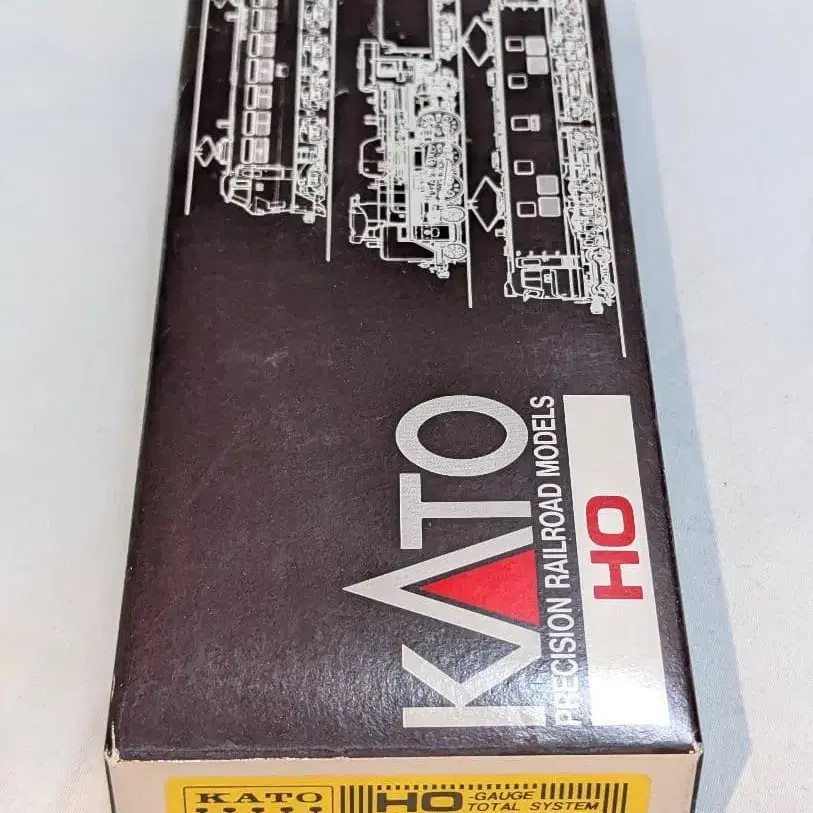 KATO
PRECISION RAILROAD MODELS
HO
KATO
HO-GAUGE
TOTAL SYSTEM